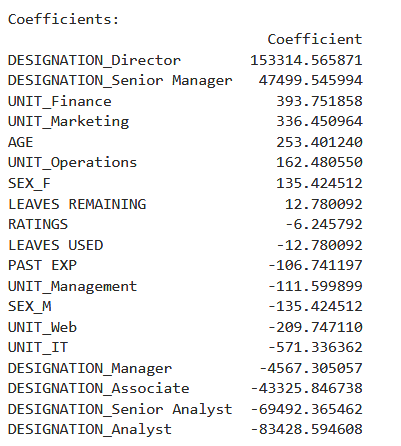 Coefficients:
Coefficient
DESIGNATION_Director 153314.565871
DESIGNATION_Senior Manager 47499.545994
UNIT_Finance 393.751858
UNIT_Marketing 336.450964
AGE 253.401240
UNIT_Operations 162.480550
SEX_F 135.424512
LEAVES REMAINING 12.780092
RATINGS -6.245792
LEAVES USED -12.780092
PAST EXP -106.741197
UNIT_Management -111.599899
SEX_M -135.424512
UNIT_Web -209.747110
UNIT_IT -571.336362
DESIGNATION_Manager -4567.305057
DESIGNATION_Associate -43325.846738
DESIGNATION_Senior Analyst -69492.365462
DESIGNATION_Analyst -83428.594608